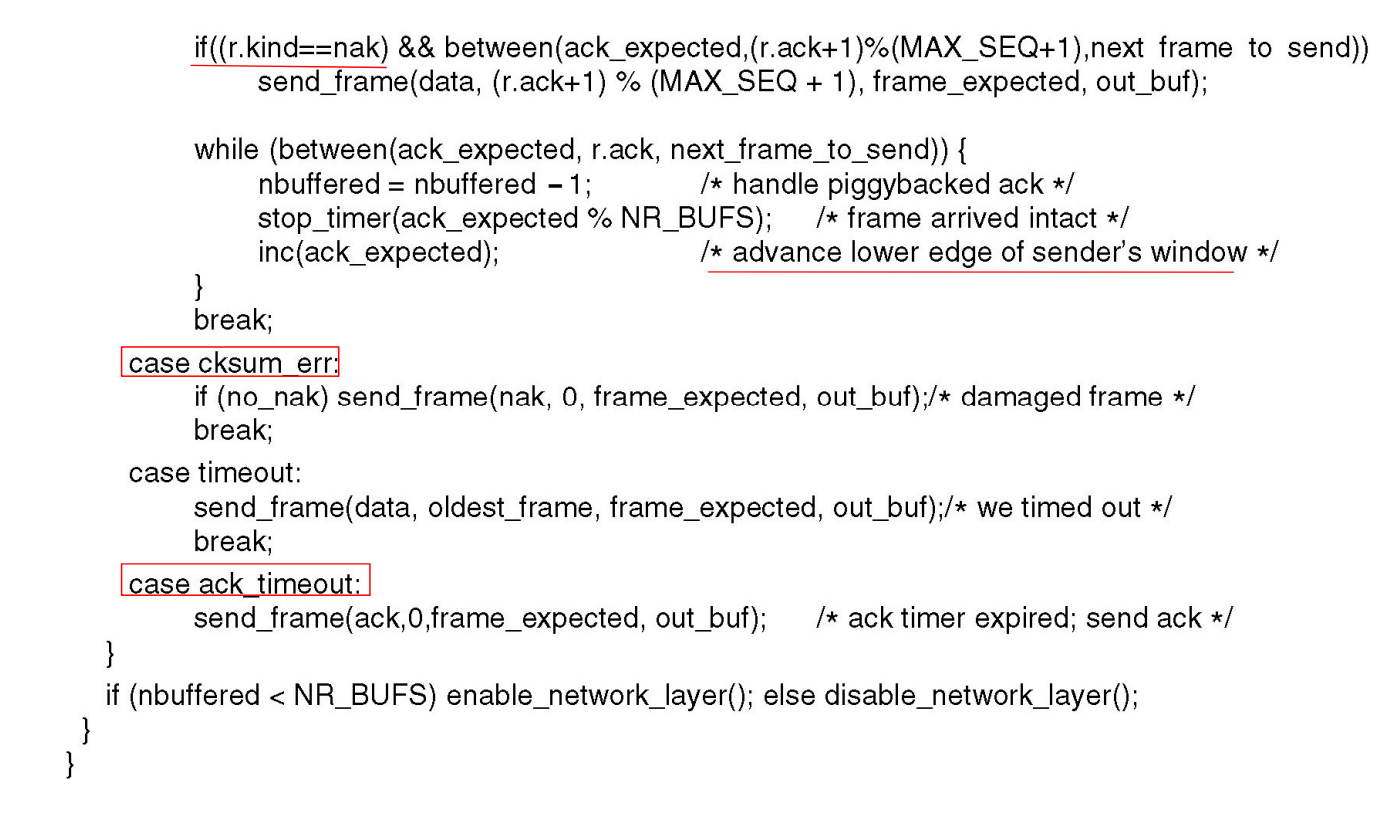 if((r.kind==nak) && between(ack_expected,(r.ack+1)%(MAX_SEQ+1),next_frame_to_send))
send_frame(data, (r.ack+1) % (MAX_SEQ + 1), frame_expected, out_buf);
while (between(ack_expected, r.ack, next_frame_to_send)) {
nbuffered = nbuffered – 1; /* handle piggybacked ack */
stop_timer(ack_expected % NR_BUFS); /* frame arrived intact */
inc(ack_expected); /* advance lower edge of sender's window */
}
break;
case cksum_err:
if (no_nak) send_frame(nak, 0, frame_expected, out_buf);/* damaged frame */
break;
case timeout:
send_frame(data, oldest_frame, frame_expected, out_buf);/* we timed out */
break;
case ack_timeout:
send_frame(ack,0,frame_expected, out_buf); /* ack timer expired; send ack */
}
if (nbuffered < NR_BUFS) enable_network_layer(); else disable_network_layer();
}
}